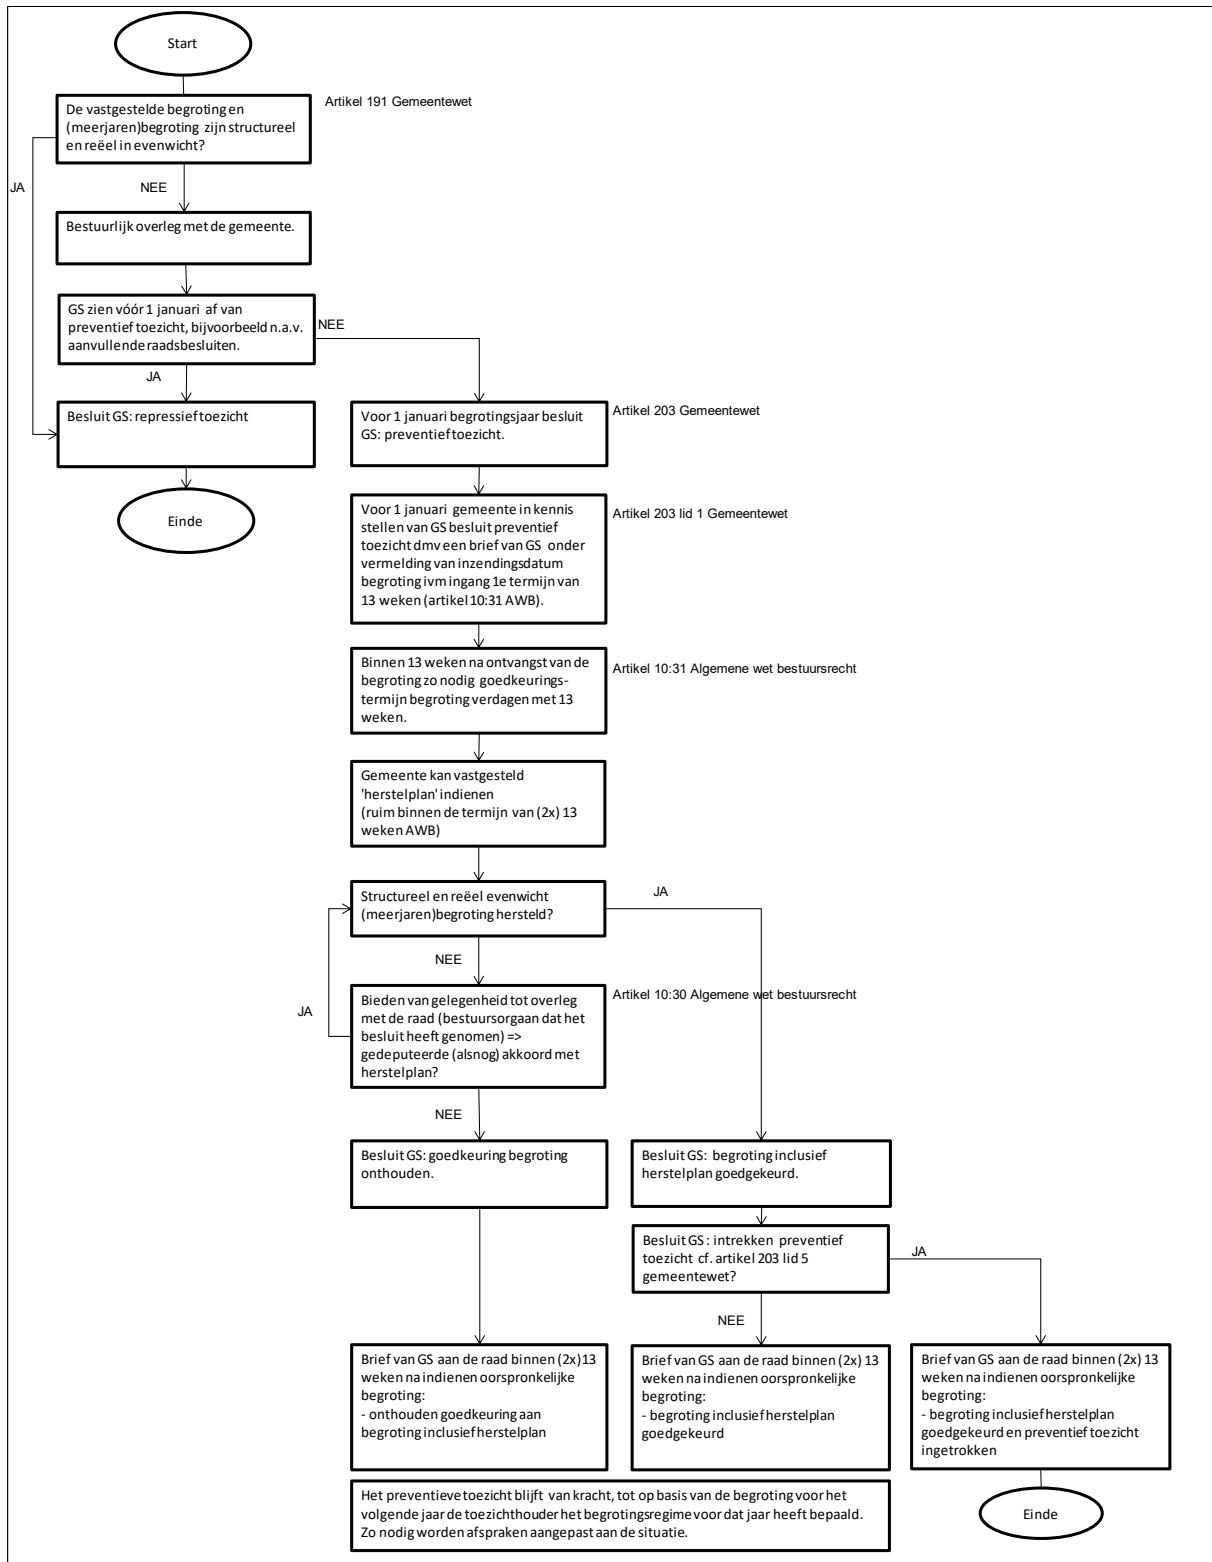 Start
De vastgestelde begroting en
(meerjaren)begroting zijn structureel
en reëel in evenwicht?
Artikel 191 Gemeentewet
JA
NEE
Bestuurlijk overleg met de gemeente.
GS zien vóór 1 januari af van
preventief toezicht, bijvoorbeeld n.a.v.
aanvullende raadsbesluiten.
NEE
JA
Besluit GS: repressief toezicht
Einde
Voor 1 januari begrotingsjaar besluit
GS: preventief toezicht.
Artikel 203 Gemeentewet
Voor 1 januari gemeente in kennis
stellen van GS besluit preventief
toezicht dmv een brief van GS onder
vermelding van inzendingsdatum
begroting ivm ingang 1e termijn van
13 weken (artikel 10:31 AWB).
Artikel 203 lid 1 Gemeentewet
Binnen 13 weken na ontvangst van de
begroting zo nodig goedkeurings-
termijn begroting verdagen met 13
weken.
Artikel 10:31 Algemene wet bestuursrecht
Gemeente kan vastgesteld
'herstelplan' indienen
(ruim binnen de termijn van (2x) 13
weken AWB)
Structureel en reëel evenwicht
(meerjaren)begroting hersteld?
JA
NEE
Bieden van gelegenheid tot overleg
met de raad (bestuursorgaan dat het
besluit heeft genomen) =>
gedeputeerde (alsnog) akkoord met
herstelplan?
Artikel 10:30 Algemene wet bestuursrecht
JA
NEE
Besluit GS: goedkeuring begroting
onthouden.
Besluit GS: begroting inclusief
herstelplan goedgekeurd.
Besluit GS : intrekken preventief
toezicht cf. artikel 203 lid 5
gemeentewet?
JA
NEE
Brief van GS aan de raad binnen (2x) 13
weken na indienen oorspronkelijke
begroting:
- onthouden goedkeuring aan
begroting inclusief herstelplan
Brief van GS aan de raad binnen (2x) 13
weken na indienen oorspronkelijke
begroting:
- begroting inclusief herstelplan
goedgekeurd
Brief van GS aan de raad binnen (2x) 13
weken na indienen oorspronkelijke
begroting:
- begroting inclusief herstelplan
goedgekeurd en preventief toezicht
ingetrokken
Het preventieve toezicht blijft van kracht, tot op basis van de begroting voor het
volgende jaar de toezichthouder het begrotingsregime voor dat jaar heeft bepaald.
Zo nodig worden afspraken aangepast aan de situatie.
Einde